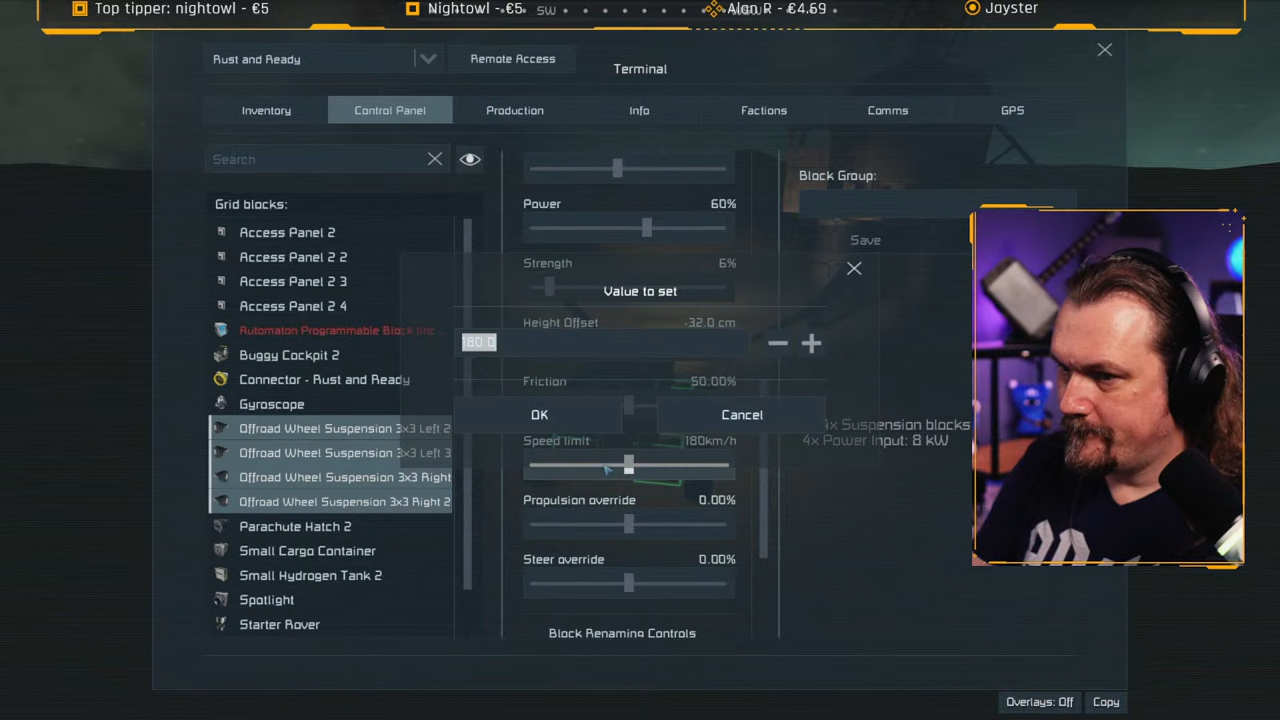 Top tipper: nightowl - €5
Nightowl - €5
SW
Alan R - €4.69
Jayster
Rust and Ready
Remote Access
Terminal
Inventory
Control Panel
Production
Info
Factions
Comms
GPS
Search
Grid blocks:
Access Panel 2
Access Panel 2 2
Access Panel 2 3
Access Panel 2 4
Automaton Programmable Block
Buggy Cockpit 2
Connector - Rust and Ready
Gyroscope
Offroad Wheel Suspension 3x3 Left 2
Offroad Wheel Suspension 3x3 Left 3
Offroad Wheel Suspension 3x3 Right
Offroad Wheel Suspension 3x3 Right 2
Parachute Hatch 2
Small Cargo Container
Small Hydrogen Tank 2
Spotlight
Starter Rover
Power 60%
Strength 6%
Value to set
Height Offset -32.0 cm
180.0
Friction 50.00%
OK
Cancel
Speed limit 180km/h
Propulsion override 0.00%
Steer override 0.00%
Block Renaming Controls
Block Group:
Save
4x Suspension blocks
4x Power Input: 8 kW
Overlays: Off
Copy